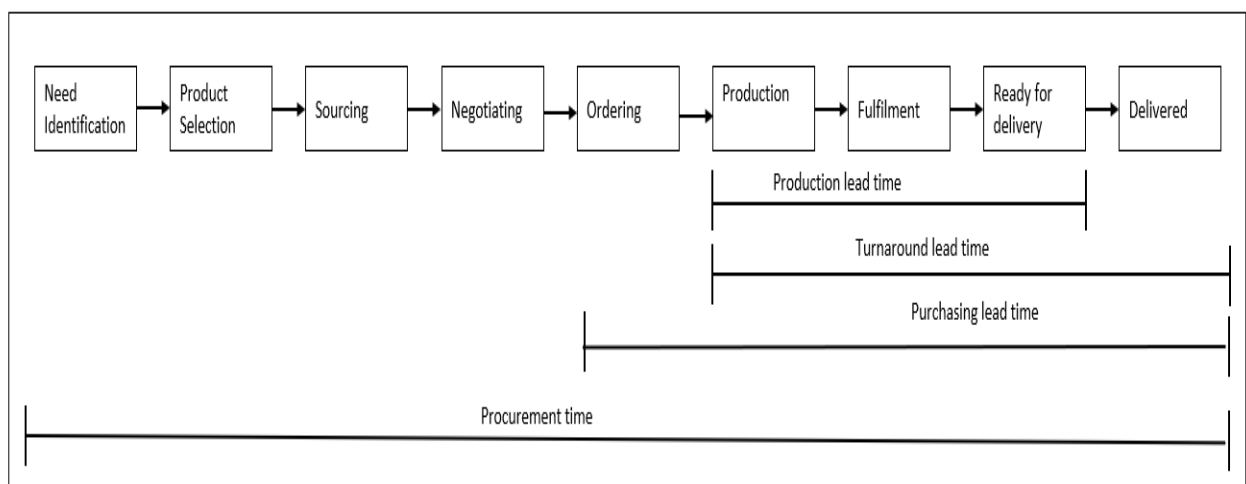 Need
Identification
Product
Selection
Sourcing
Negotiating
Ordering
Production
Fulfilment
Ready for
delivery
Delivered
Production lead time
Turnaround lead time
Purchasing lead time
Procurement time